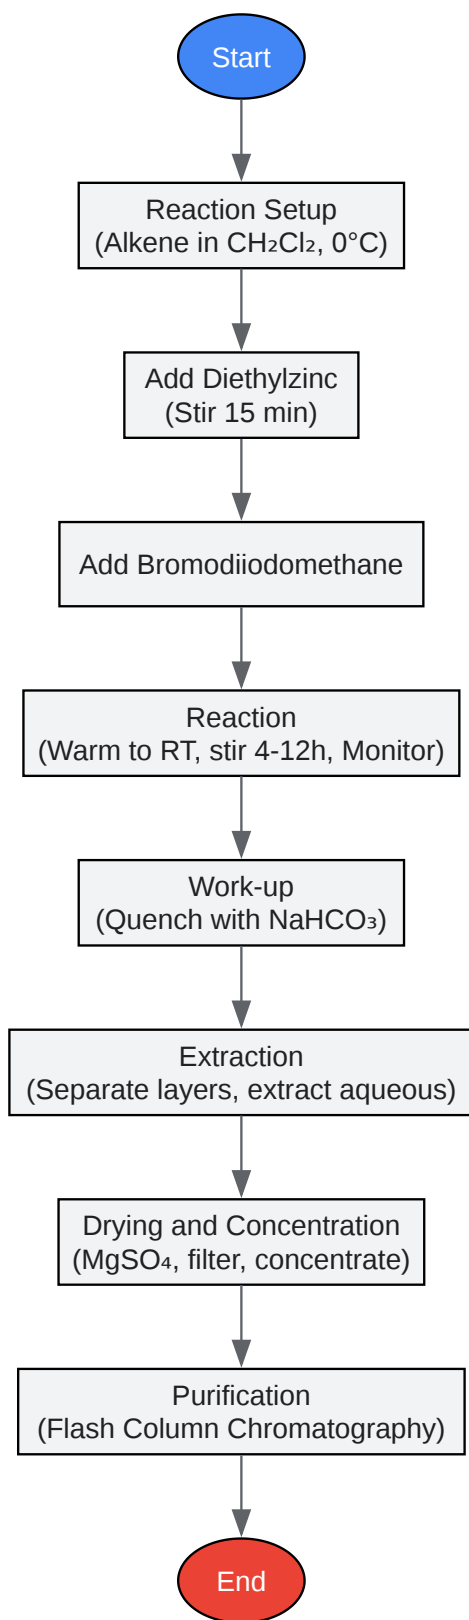 Start
Reaction Setup
(Alkene in CH₂Cl₂, 0°C)
Add Diethylzinc
(Stir 15 min)
Add Bromodiiodomethane
Reaction
(Warm to RT, stir 4-12h, Monitor)
Work-up
(Quench with NaHCO₃)
Extraction
(Separate layers, extract aqueous)
Drying and Concentration
(MgSO₄, filter, concentrate)
Purification
(Flash Column Chromatography)
End